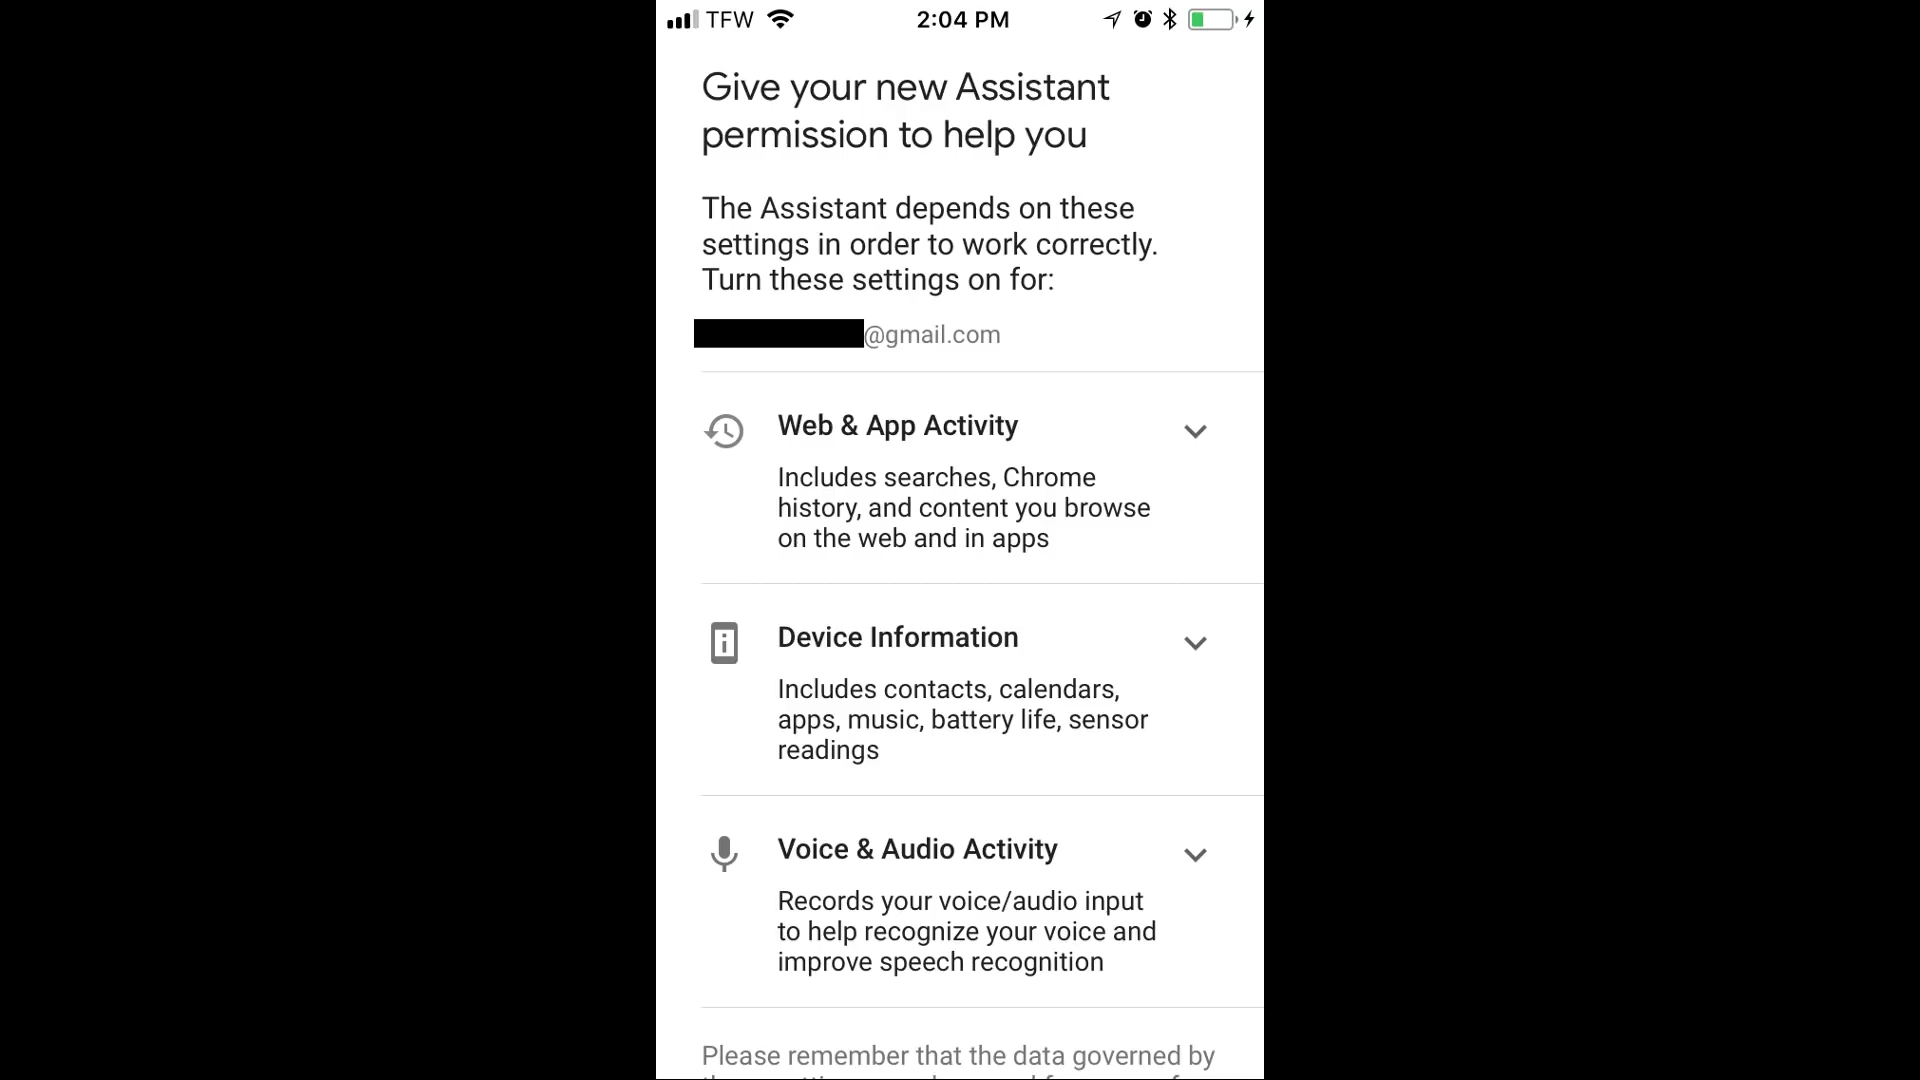 TFW 2:04 PM
Give your new Assistant
permission to help you
The Assistant depends on these
settings in order to work correctly.
Turn these settings on for:
@gmail.com
Web & App Activity
Includes searches, Chrome
history, and content you browse
on the web and in apps
Device Information
Includes contacts, calendars,
apps, music, battery life, sensor
readings
Voice & Audio Activity
Records your voice/audio input
to help recognize your voice and
improve speech recognition
Please remember that the data governed by